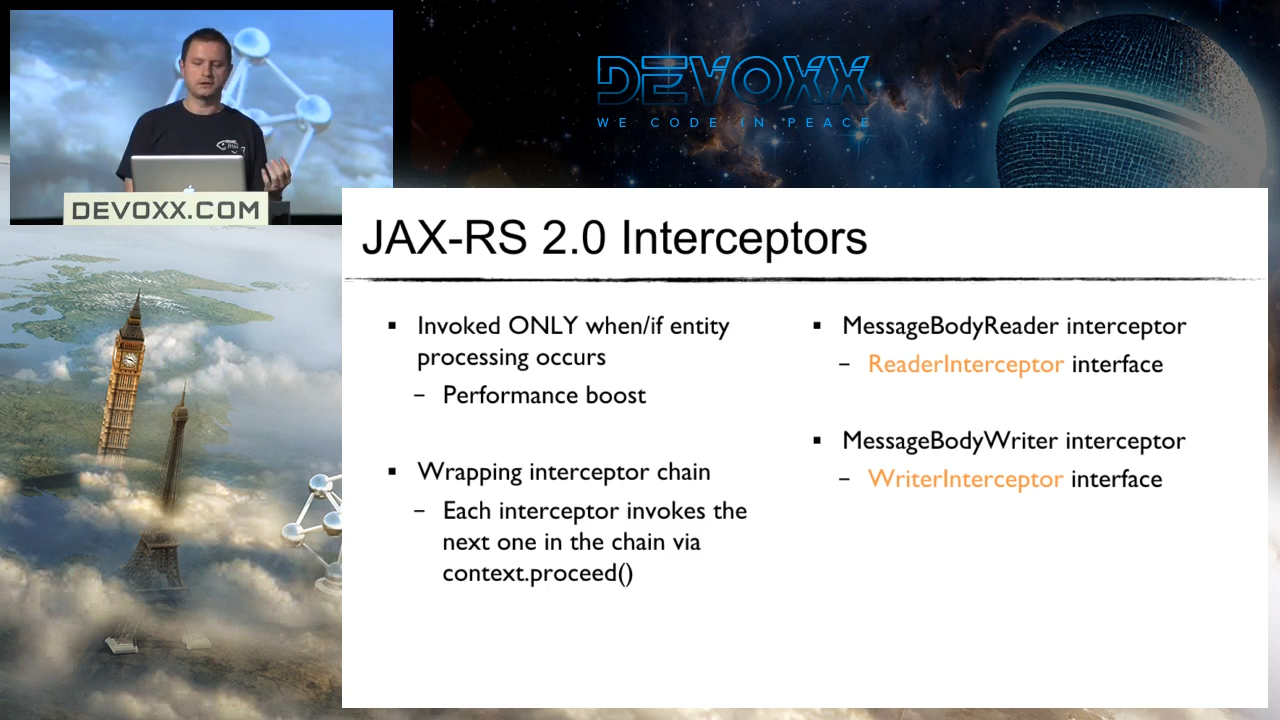 DEVOXX
WE CODE IN PEACE
DEVOXX.COM
JAX-RS 2.0 Interceptors
▪ Invoked ONLY when/if entity
processing occurs
– Performance boost
▪ Wrapping interceptor chain
– Each interceptor invokes the
next one in the chain via
context.proceed()
▪ MessageBodyReader interceptor
– ReaderInterceptor interface
▪ MessageBodyWriter interceptor
– WriterInterceptor interface